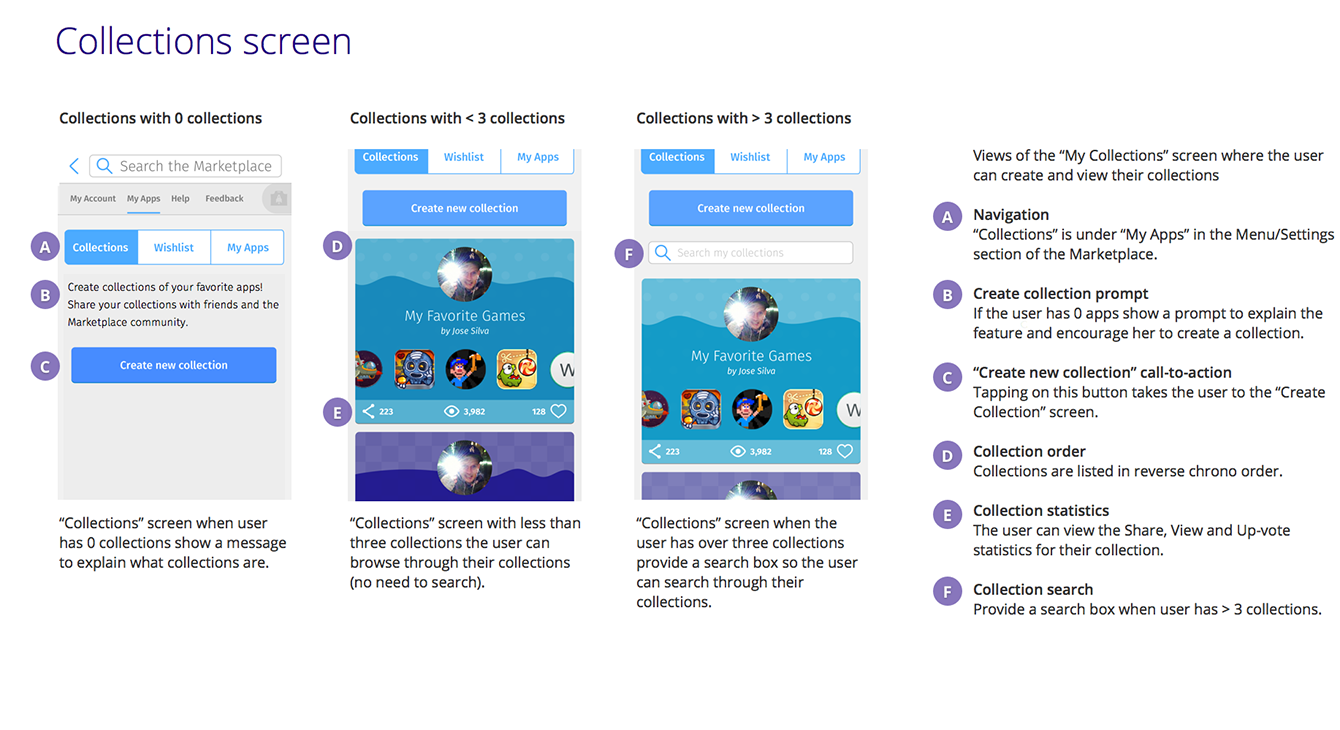 Collections screen
Collections with 0 collections
Search the Marketplace
My Account My Apps Help Feedback
A
Collections Wishlist My Apps
B
Create collections of your favorite apps!
Share your collections with friends and the
Marketplace community.
C
Create new collection
“Collections” screen when user
has 0 collections show a message
to explain what collections are.
Collections with < 3 collections
Collections Wishlist My Apps
Create new collection
D
My Favorite Games
by Jose Silva
W
E
223 3,982 128
“Collections” screen with less than
three collections the user can
browse through their collections
(no need to search).
Collections with > 3 collections
Collections Wishlist My Apps
Create new collection
F
Search my collections
My Favorite Games
by Jose Silva
W
223 3,982 128
“Collections” screen when the
user has over three collections
provide a search box so the user
can search through their
collections.
Views of the “My Collections” screen where the user
can create and view their collections
A
Navigation
“Collections” is under “My Apps” in the Menu/Settings
section of the Marketplace.
B
Create collection prompt
If the user has 0 apps show a prompt to explain the
feature and encourage her to create a collection.
C
“Create new collection” call-to-action
Tapping on this button takes the user to the “Create
Collection” screen.
D
Collection order
Collections are listed in reverse chrono order.
E
Collection statistics
The user can view the Share, View and Up-vote
statistics for their collection.
F
Collection search
Provide a search box when user has > 3 collections.